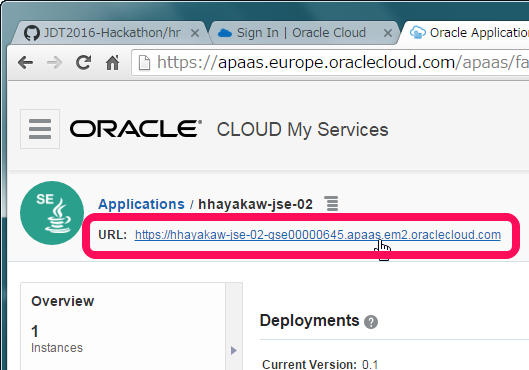 JDT2016-Hackathon/hr
Sign In | Oracle Cloud
Oracle Application
https://apaas.europe.oraclecloud.com/apaas/fa
ORACLE CLOUD My Services
SE
Applications / hhayakaw-jse-02
URL: https://hhayakaw-jse-02-gse00000645.apaas.em2.oraclecloud.com
Overview
1
Instances
Deployments
Current Version: 0.1